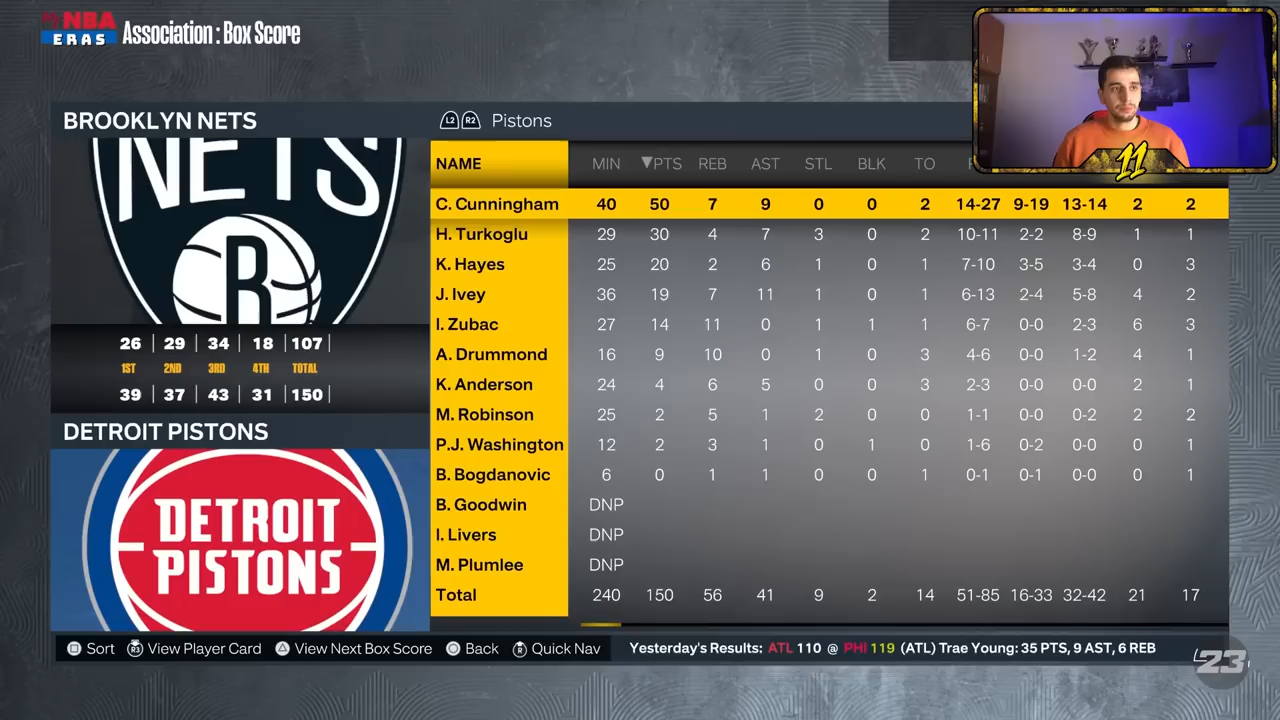 MyNBA ERAS Association : Box Score
BROOKLYN NETS
NETS
B
26 | 29 | 34 | 18 | 107 |
1ST 2ND 3RD 4TH TOTAL
39 | 37 | 43 | 31 | 150 |
DETROIT PISTONS
DETROIT
PISTONS
L2 R2 Pistons
NAME MIN ▼PTS REB AST STL BLK TO
C. Cunningham 40 50 7 9 0 0 2 14-27 9-19 13-14 2 2
H. Turkoglu 29 30 4 7 3 0 2 10-11 2-2 8-9 1 1
K. Hayes 25 20 2 6 1 0 1 7-10 3-5 3-4 0 3
J. Ivey 36 19 7 11 1 0 1 6-13 2-4 5-8 4 2
I. Zubac 27 14 11 0 1 1 1 6-7 0-0 2-3 6 3
A. Drummond 16 9 10 0 1 0 3 4-6 0-0 1-2 4 1
K. Anderson 24 4 6 5 0 0 3 2-3 0-0 0-0 2 1
M. Robinson 25 2 5 1 2 0 0 1-1 0-0 0-2 2 2
P.J. Washington 12 2 3 1 0 1 0 1-6 0-2 0-0 0 1
B. Bogdanovic 6 0 1 1 0 0 1 0-1 0-1 0-0 0 1
B. Goodwin DNP
I. Livers DNP
M. Plumlee DNP
Total 240 150 56 41 9 2 14 51-85 16-33 32-42 21 17
11
Sort R3 View Player Card View Next Box Score Back R Quick Nav
Yesterday's Results: ATL 110 @ PHI 119 (ATL) Trae Young: 35 PTS, 9 AST, 6 REB
23